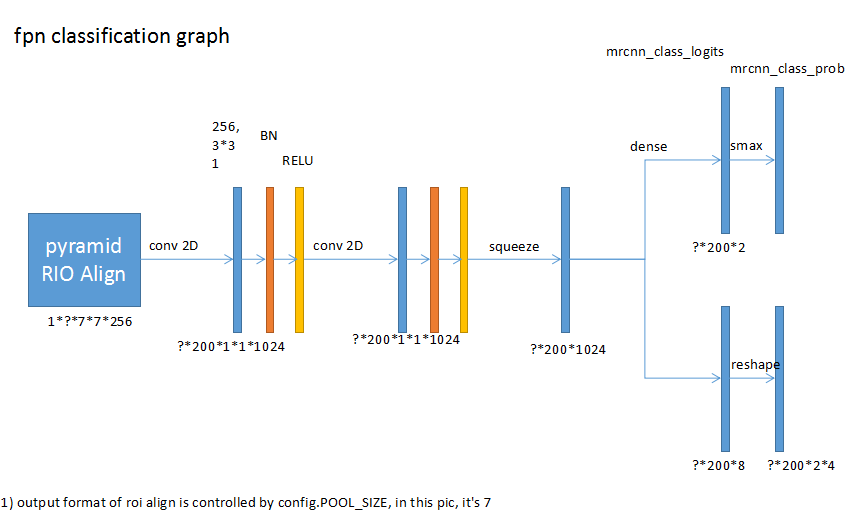 fpn classification graph
mrcnn_class_logits
mrcnn_class_prob
256,
3*3
1
BN
RELU
dense
smax
pyramid
RIO Align
conv 2D
conv 2D
squeeze
?*200*2
1*?*7*7*256
?*200*1*1*1024
?*200*1*1*1024
?*200*1024
reshape
?*200*8
?*200*2*4
1) output format of roi align is controlled by config.POOL_SIZE, in this pic, it's 7